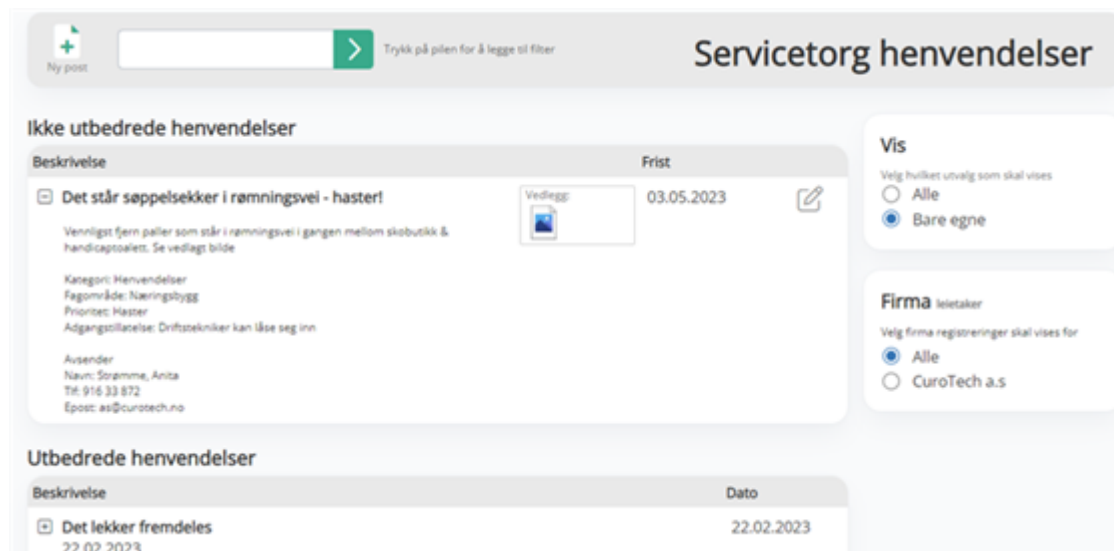 Ny post
Trykk på pilen for å legge til filter
Servicetorg henvendelser
Ikke utbedrede henvendelser
Beskrivelse
Frist
Det står søppelsekker i rømningsvei - haster!
Vedlegg:
03.05.2023
Vennligst fjern paller som står i rømningsvei i gangen mellom skobutikk &
handicaptoalett. Se vedlagt bilde
Kategori: Henvendelser
Fagområde: Næringsbygg
Prioritet: Haster
Adgangstillatelse: Driftstekniker kan låse seg inn
Avsender
Navn: Strømme, Anita
Tlf: 916 33 872
Epost: as@curotech.no
Utbedrede henvendelser
Beskrivelse
Dato
Det lekker fremdeles
22.02.2023
22.02.2023
Vis
Velg hvilket utvalg som skal vises
Alle
Bare egne
Firma leietaker
Velg firma registreringer skal vises for
Alle
CuroTech a.s